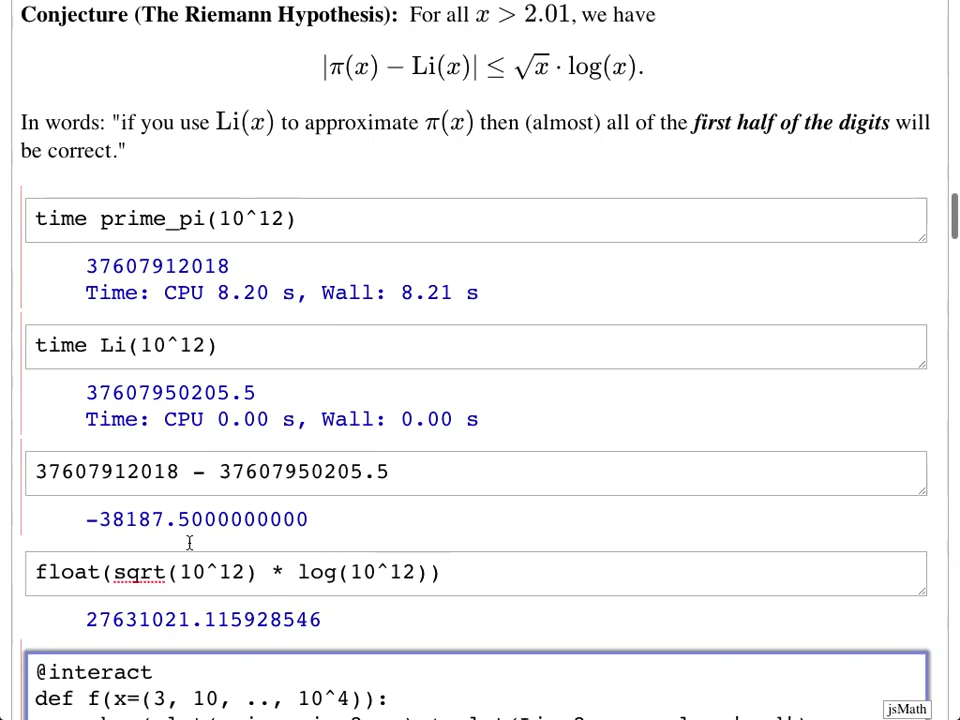 Conjecture (The Riemann Hypothesis): For all x > 2.01, we have
|π(x) − Li(x)| ≤ √x · log(x).
In words: "if you use Li(x) to approximate π(x) then (almost) all of the first half of the digits will
be correct."
time prime_pi(10^12)
37607912018
Time: CPU 8.20 s, Wall: 8.21 s
time Li(10^12)
37607950205.5
Time: CPU 0.00 s, Wall: 0.00 s
37607912018 - 37607950205.5
-38187.5000000000
float(sqrt(10^12) * log(10^12))
27631021.115928546
@interact
def f(x=(3, 10, .., 10^4)):
jsMath